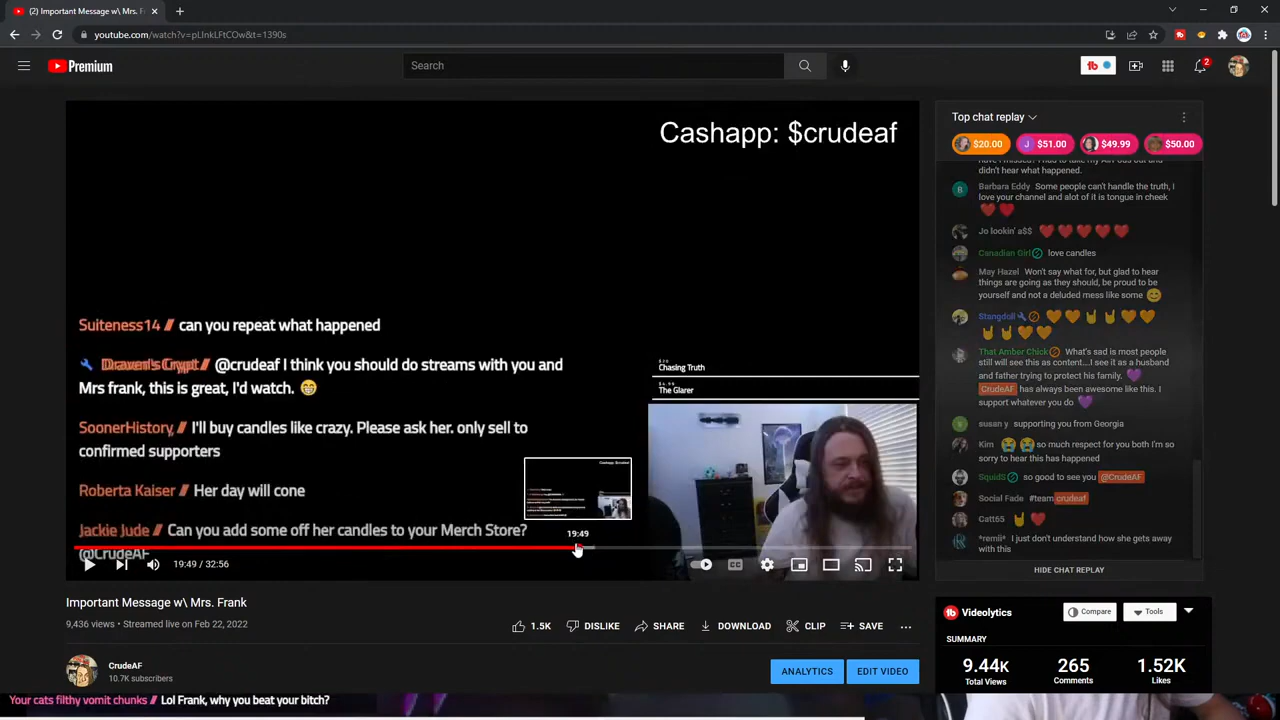 (2) Important Message w\ Mrs. F
youtube.com/watch?v=pLInkLFtCOw&t=1390s
Premium
Search
2
Cashapp: $crudeaf
Suiteness14 // can you repeat what happened
Draven's Crypt // @crudeaf I think you should do streams with you and
Mrs frank, this is great, I'd watch. 😁
SoonerHistory, // I'll buy candles like crazy. Please ask her. only sell to
confirmed supporters
Roberta Kaiser // Her day will cone
Jackie Jude // Can you add some off her candles to your Merch Store?
@CrudeAF
$20
Chasing Truth
$4.99
The Glarer
19:49
19:49 / 32:56
CC
Top chat replay
$20.00
J $51.00
$49.99
$50.00
didn't hear what happened.
B Barbara Eddy Some people can't handle the truth, I
love your channel and alot of it is tongue in cheek
❤️❤️
Jo lookin' a$$ ❤️❤️❤️❤️❤️
Canadian Girl love candles
May Hazel Won't say what for, but glad to hear
things are going as they should, be proud to be
yourself and not a deluded mess like some 😊
Stangdoll 🧡🧡🤘🤘🧡🧡
🤘🤘🧡🧡
That Amber Chick What's sad is most people
still will see this as content...I see it as a husband
and father trying to protect his family. 💜
CrudeAF has always been awesome like this. I
support whatever you do 💜
susan y supporting you from Georgia
Kim 😭😭 so much respect for you both I'm so
sorry to hear this has happened
SquidS so good to see you @CrudeAF
Social Fade #team crudeaf
Catt65 🤘❤️
*remii* I just don't understand how she gets away
with this
HIDE CHAT REPLAY
Important Message w\ Mrs. Frank
9,436 views • Streamed live on Feb 22, 2022
1.5K
DISLIKE
SHARE
DOWNLOAD
CLIP
SAVE
CrudeAF
10.7K subscribers
ANALYTICS
EDIT VIDEO
tb Videolytics
Compare
Tools
SUMMARY
9.44K
Total Views
265
Comments
1.52K
Likes
Your cats filthy vomit chunks // Lol Frank, why you beat your bitch?